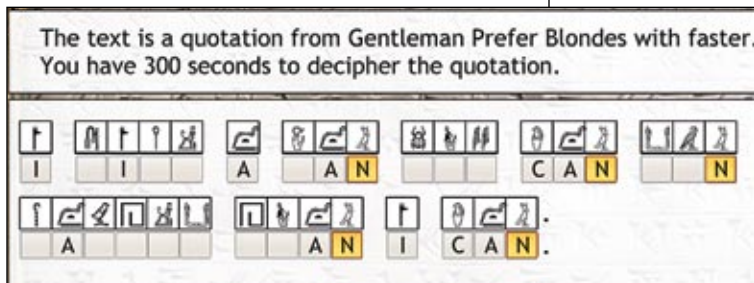 The text is a quotation from Gentleman Prefer Blondes with faster.
You have 300 seconds to decipher the quotation.
I I A A N C A N N
A A N I C A N .